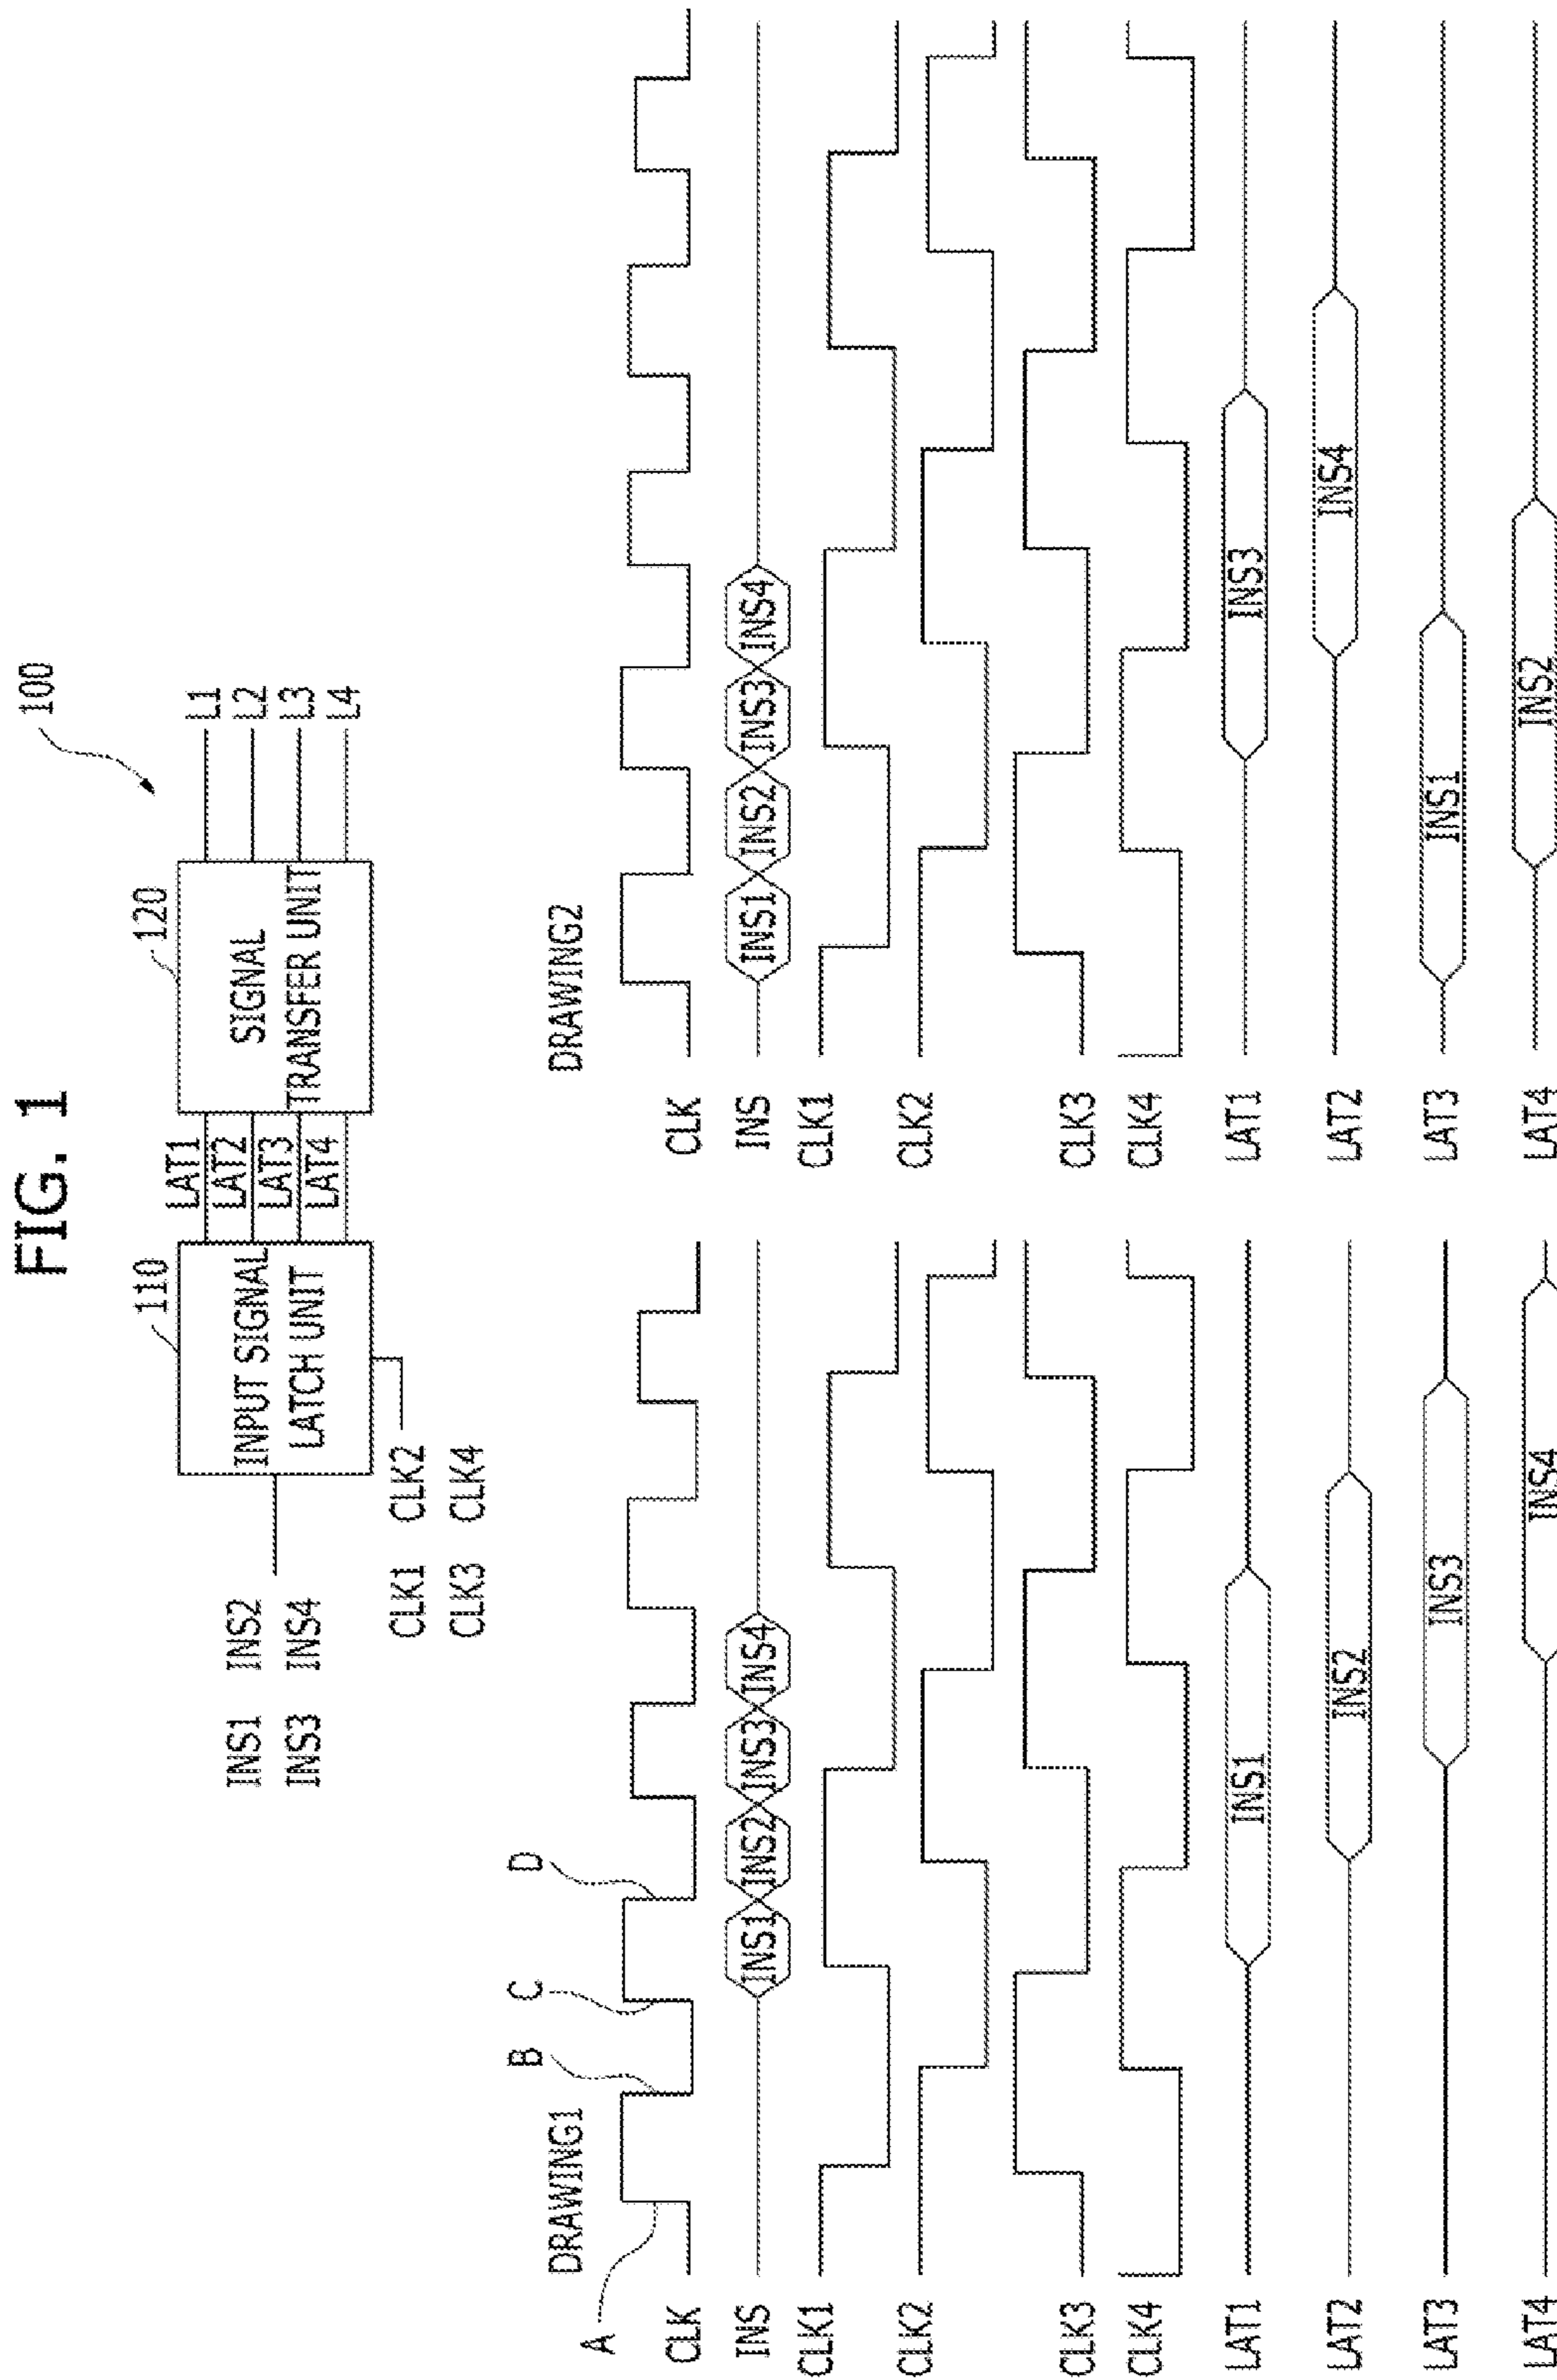 FIG. 1
100
110
120
INS1 INS2
INS3 INS4
INPUT SIGNAL
LATCH UNIT
LAT1
LAT2
LAT3
LAT4
SIGNAL
TRANSFER UNIT
L1
L2
L3
L4
CLK1 CLK2
CLK3 CLK4
DRAWING1
A
B
C
D
CLK
INS
INS1 INS2 INS3 INS4
CLK1
CLK2
CLK3
CLK4
LAT1
INS1
LAT2
INS2
LAT3
INS3
LAT4
INS4
DRAWING2
CLK
INS
INS1 INS2 INS3 INS4
CLK1
CLK2
CLK3
CLK4
LAT1
INS3
LAT2
INS4
LAT3
INS1
LAT4
INS2